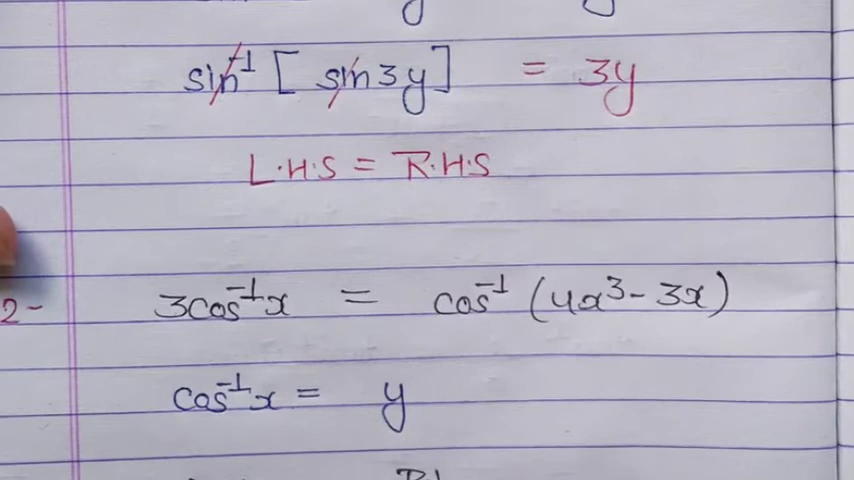 sin⁻¹ [ sin 3y ] = 3y
L.H.S = R.H.S
2- 3cos⁻¹x = cos⁻¹ (4x³ - 3x)
cos⁻¹x = y